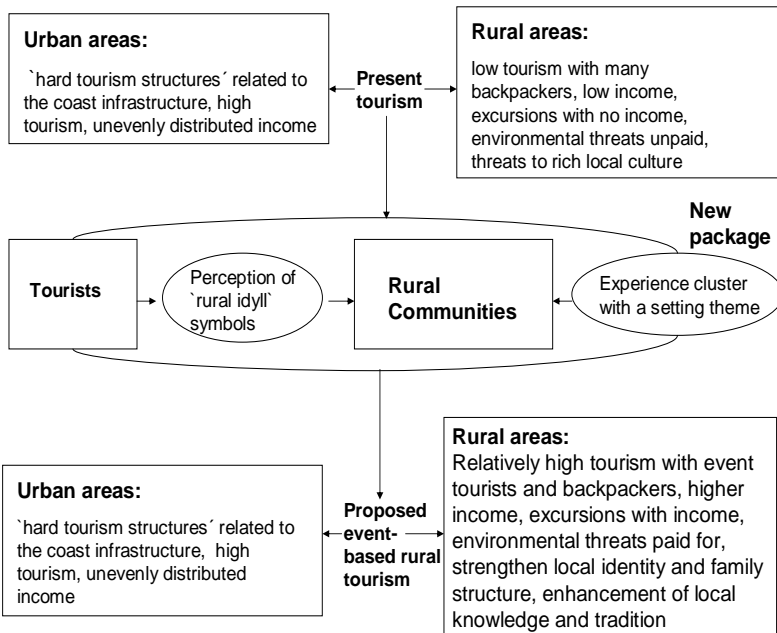 Urban areas:
`hard tourism structures´ related to
the coast infrastructure, high
tourism, unevenly distributed income
Present
tourism
Rural areas:
low tourism with many
backpackers, low income,
excursions with no income,
environmental threats unpaid,
threats to rich local culture
New
package
Tourists
Perception of
`rural idyll`
symbols
Rural
Communities
Experience cluster
with a setting theme
Urban areas:
`hard tourism structures´ related to
the coast infrastructure, high
tourism, unevenly distributed
income
Proposed
event-
based rural
tourism
Rural areas:
Relatively high tourism with event
tourists and backpackers, higher
income, excursions with income,
environmental threats paid for,
strengthen local identity and family
structure, enhancement of local
knowledge and tradition